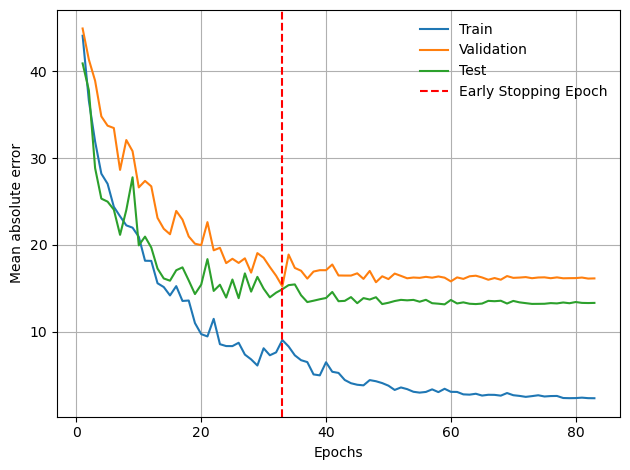 Train
Validation
Test
Early Stopping Epoch
Mean absolute error
40
30
20
10
0 20 40 60 80
Epochs